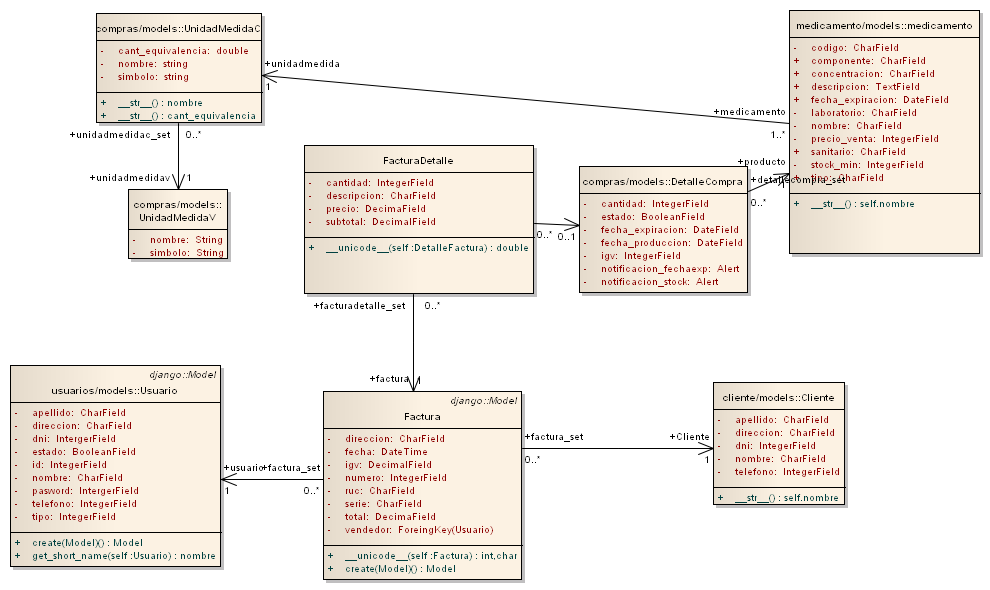 compras/models::UnidadMedidaC
- cant_equivalencia: double
- nombre: string
- simbolo: string
+ __str__() : nombre
+ __str__() : cant_equivalencia
+unidadmedida
1
+medicamento
1..*
medicamento/models::medicamento
- codigo: CharField
+ componente: CharField
+ concentracion: CharField
+ descripcion: TextField
+ fecha_expiracion: DateField
- laboratorio: CharField
- nombre: CharField
- precio_venta: IntegerField
+ sanitario: CharField
- stock_min: IntegerField
- tipo: CharField
+ __str__() : self.nombre
+unidadmedidac_set
0..*
+unidadmedidav
1
compras/models::
UnidadMedidaV
- nombre: String
- simbolo: String
FacturaDetalle
- cantidad: IntegerField
- descripcion: CharField
- precio: DecimaField
- subtotal: DecimalField
+ __unicode__(self :DetalleFactura) : double
0..*
0..1
compras/models::DetalleCompra
- cantidad: IntegerField
- estado: BooleanField
- fecha_expiracion: DateField
- fecha_produccion: DateField
- igv: IntegerField
- notificacion_fechaexp: Alert
- notificacion_stock: Alert
+producto
+detallecompra_set
0..*
+facturadetalle_set
0..*
+factura
1
django::Model
usuarios/models::Usuario
- apellido: CharField
- direccion: CharField
- dni: IntergerField
- estado: BooleanField
- id: IntegerField
- nombre: CharField
- pasword: IntergerField
- telefono: IntegerField
- tipo: IntegerField
+ create(Model)() : Model
+ get_short_name(self :Usuario) : nombre
+usuario
1
+factura_set
0..*
django::Model
Factura
- direccion: CharField
- fecha: DateTime
- igv: DecimalField
- numero: IntegerField
- ruc: CharField
- serie: CharField
- total: DecimaField
- vendedor: ForeingKey(Usuario)
+ __unicode__(self :Factura) : int,char
+ create(Model)() : Model
+factura_set
0..*
+Cliente
1
cliente/models::Cliente
- apellido: CharField
- direccion: CharField
- dni: IntegerField
- nombre: CharField
- telefono: IntegerField
+ __str__() : self.nombre